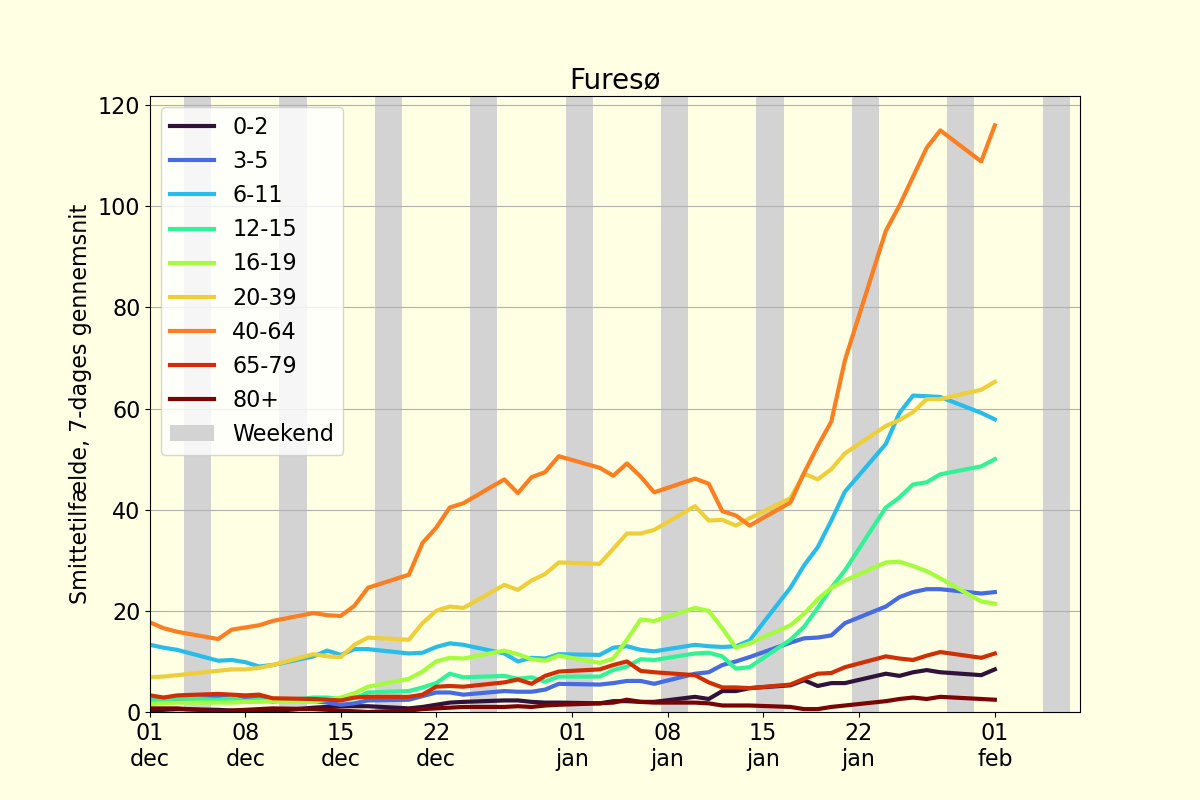 Furesø
Smittetilfælde, 7-dages gennemsnit
120
100
80
60
40
20
0
0-2
3-5
6-11
12-15
16-19
20-39
40-64
65-79
80+
Weekend
01 dec
08 dec
15 dec
22 dec
01 jan
08 jan
15 jan
22 jan
01 feb